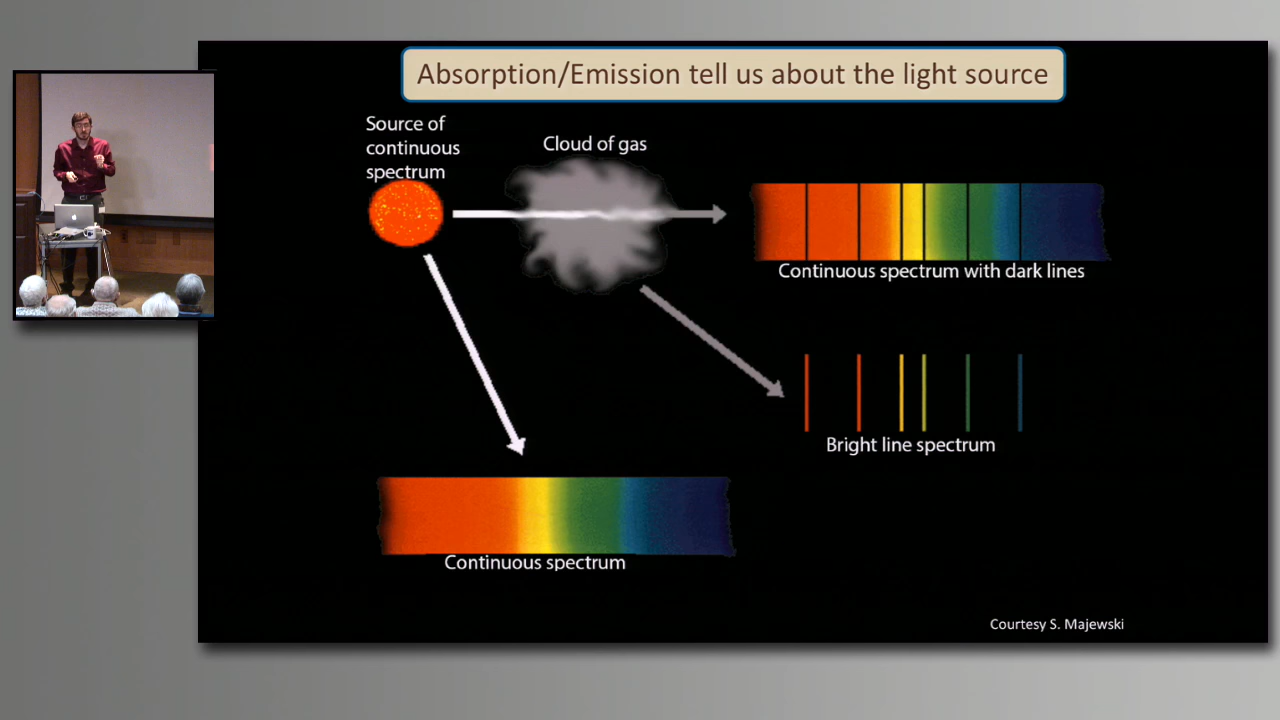 Absorption/Emission tell us about the light source
Source of
continuous
spectrum
Cloud of gas
Continuous spectrum with dark lines
Bright line spectrum
Continuous spectrum
Courtesy S. Majewski